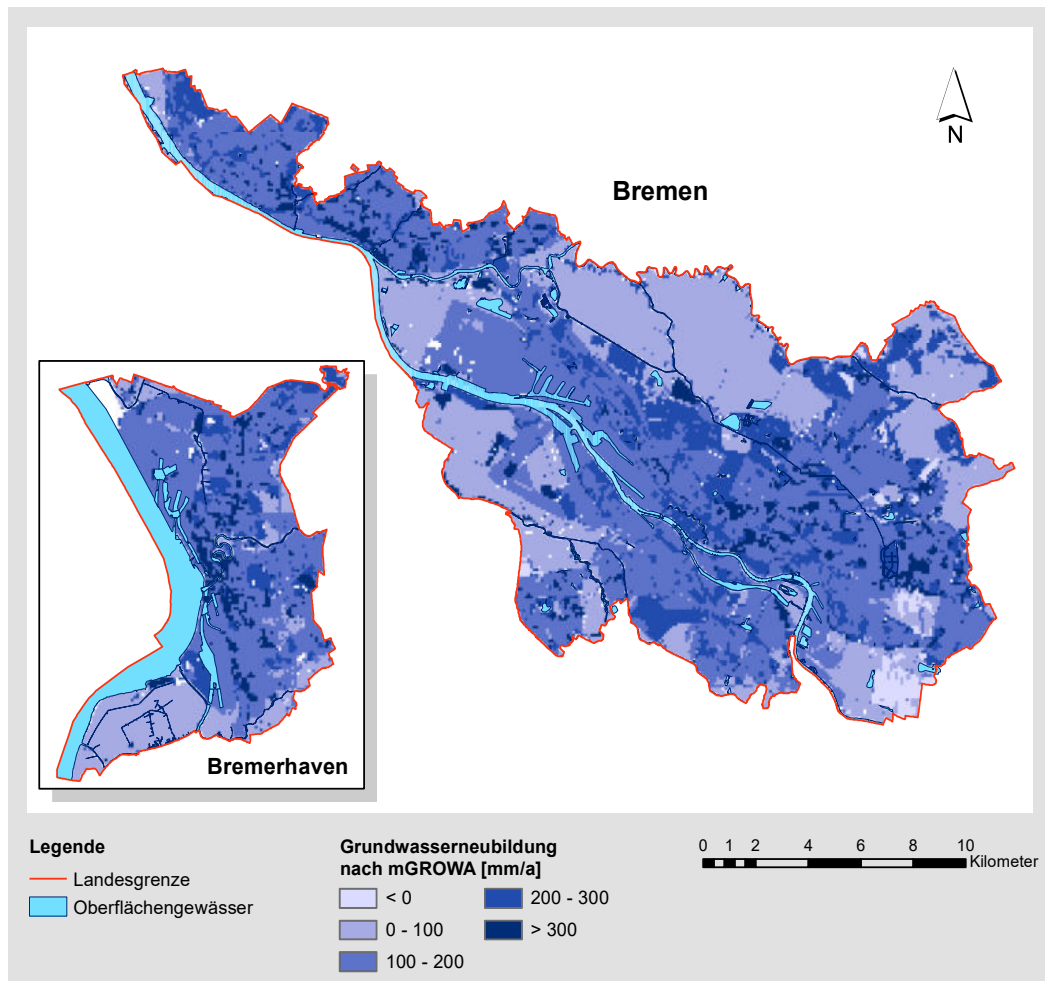 N
Bremen
Bremerhaven
Legende
Landesgrenze
Oberflächengewässer
Grundwasserneubildung
nach mGROWA [mm/a]
< 0
0 - 100
100 - 200
200 - 300
> 300
0 1 2 4 6 8 10
Kilometer